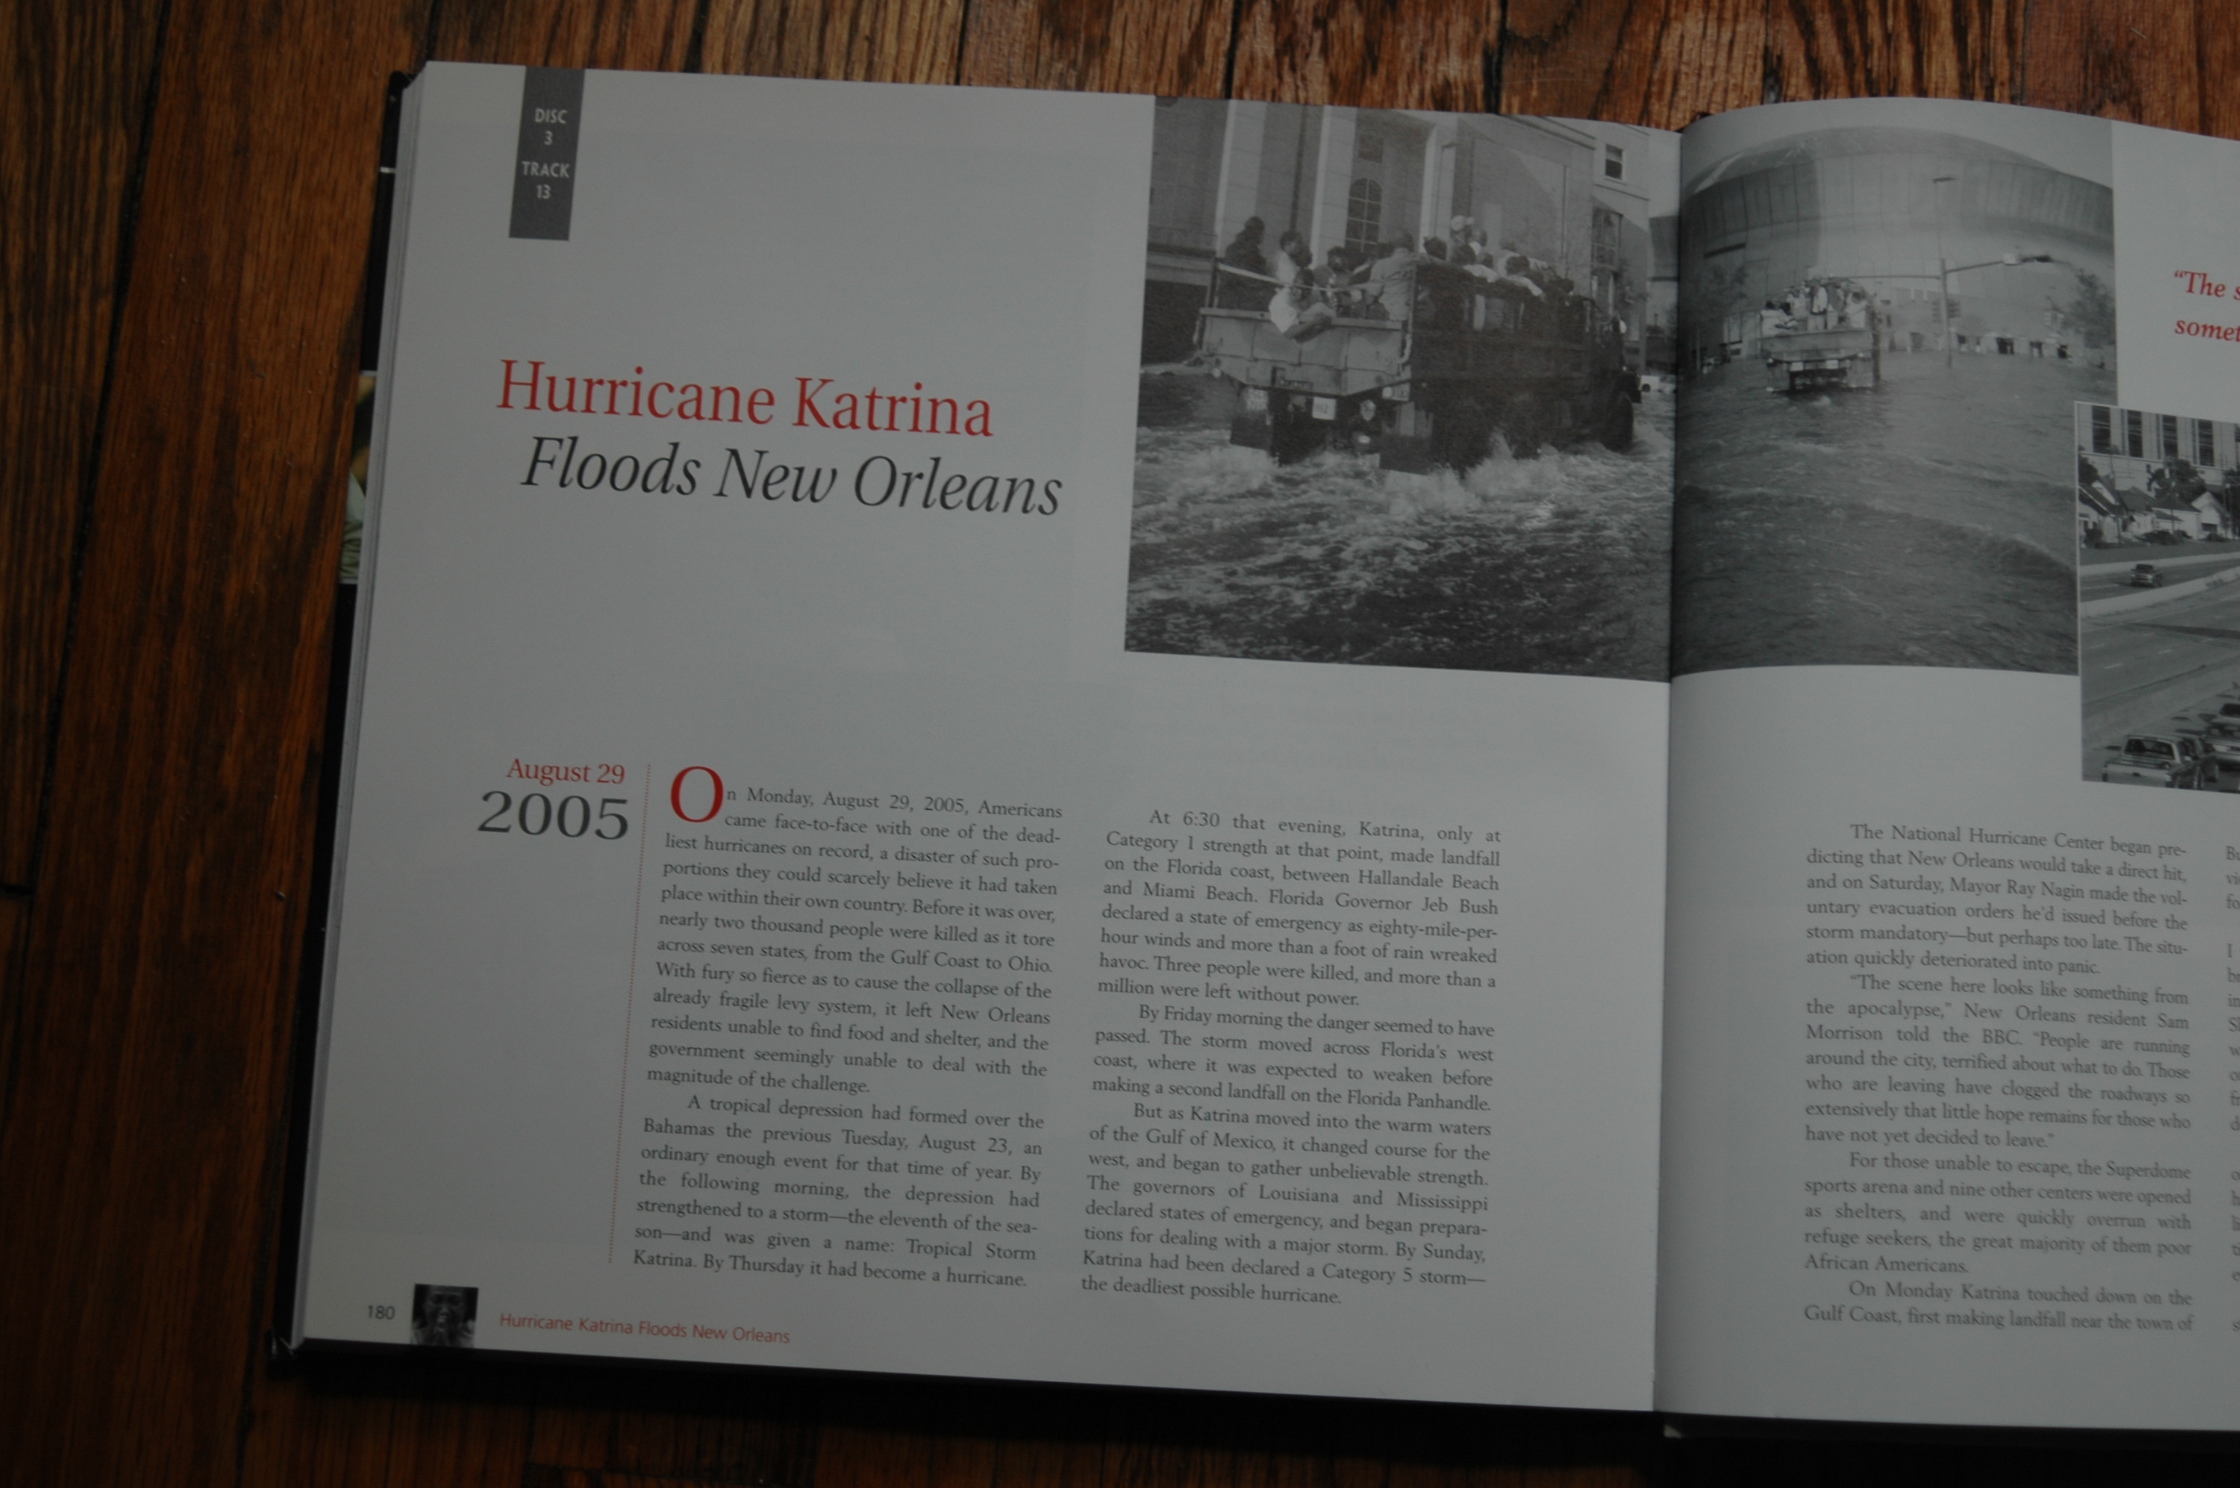 DISC
3
TRACK
13
Hurricane Katrina
Floods New Orleans
August 29
2005
On Monday, August 29, 2005, Americans
came face-to-face with one of the dead-
liest hurricanes on record, a disaster of such pro-
portions they could scarcely believe it had taken
place within their own country. Before it was over,
nearly two thousand people were killed as it tore
across seven states, from the Gulf Coast to Ohio.
With fury so fierce as to cause the collapse of the
already fragile levy system, it left New Orleans
residents unable to find food and shelter, and the
government seemingly unable to deal with the
magnitude of the challenge.
A tropical depression had formed over the
Bahamas the previous Tuesday, August 23, an
ordinary enough event for that time of year. By
the following morning, the depression had
strengthened to a storm—the eleventh of the sea-
son—and was given a name: Tropical Storm
Katrina. By Thursday it had become a hurricane.
At 6:30 that evening, Katrina, only at
Category 1 strength at that point, made landfall
on the Florida coast, between Hallandale Beach
and Miami Beach. Florida Governor Jeb Bush
declared a state of emergency as eighty-mile-per-
hour winds and more than a foot of rain wreaked
havoc. Three people were killed, and more than a
million were left without power.
By Friday morning the danger seemed to have
passed. The storm moved across Florida's west
coast, where it was expected to weaken before
making a second landfall on the Florida Panhandle.
But as Katrina moved into the warm waters
of the Gulf of Mexico, it changed course for the
west, and began to gather unbelievable strength.
The governors of Louisiana and Mississippi
declared states of emergency, and began prepara-
tions for dealing with a major storm. By Sunday,
Katrina had been declared a Category 5 storm—
the deadliest possible hurricane.
180
Hurricane Katrina Floods New Orleans
"The s
somet
The National Hurricane Center began pre-
dicting that New Orleans would take a direct hit,
and on Saturday, Mayor Ray Nagin made the vol-
untary evacuation orders he'd issued before the
storm mandatory—but perhaps too late. The situ-
ation quickly deteriorated into panic.
"The scene here looks like something from
the apocalypse," New Orleans resident Sam
Morrison told the BBC. "People are running
around the city, terrified about what to do. Those
who are leaving have clogged the roadways so
extensively that little hope remains for those who
have not yet decided to leave."
For those unable to escape, the Superdome
sports arena and nine other centers were opened
as shelters, and were quickly overrun with
refuge seekers, the great majority of them poor
African Americans.
On Monday Katrina touched down on the
Gulf Coast, first making landfall near the town of